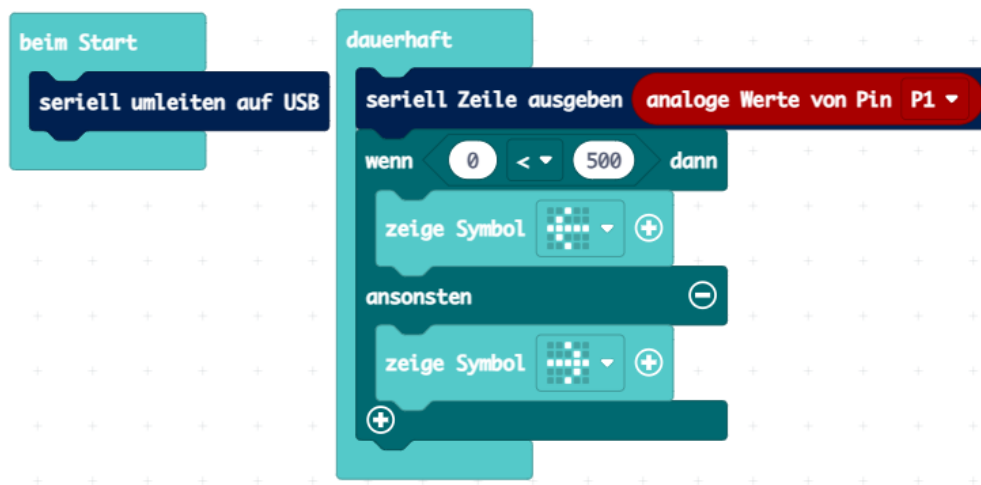 beim Start
seriell umleiten auf USB
dauerhaft
seriell Zeile ausgeben analoge Werte von Pin P1
wenn 0 < 500 dann
zeige Symbol
ansonsten
zeige Symbol